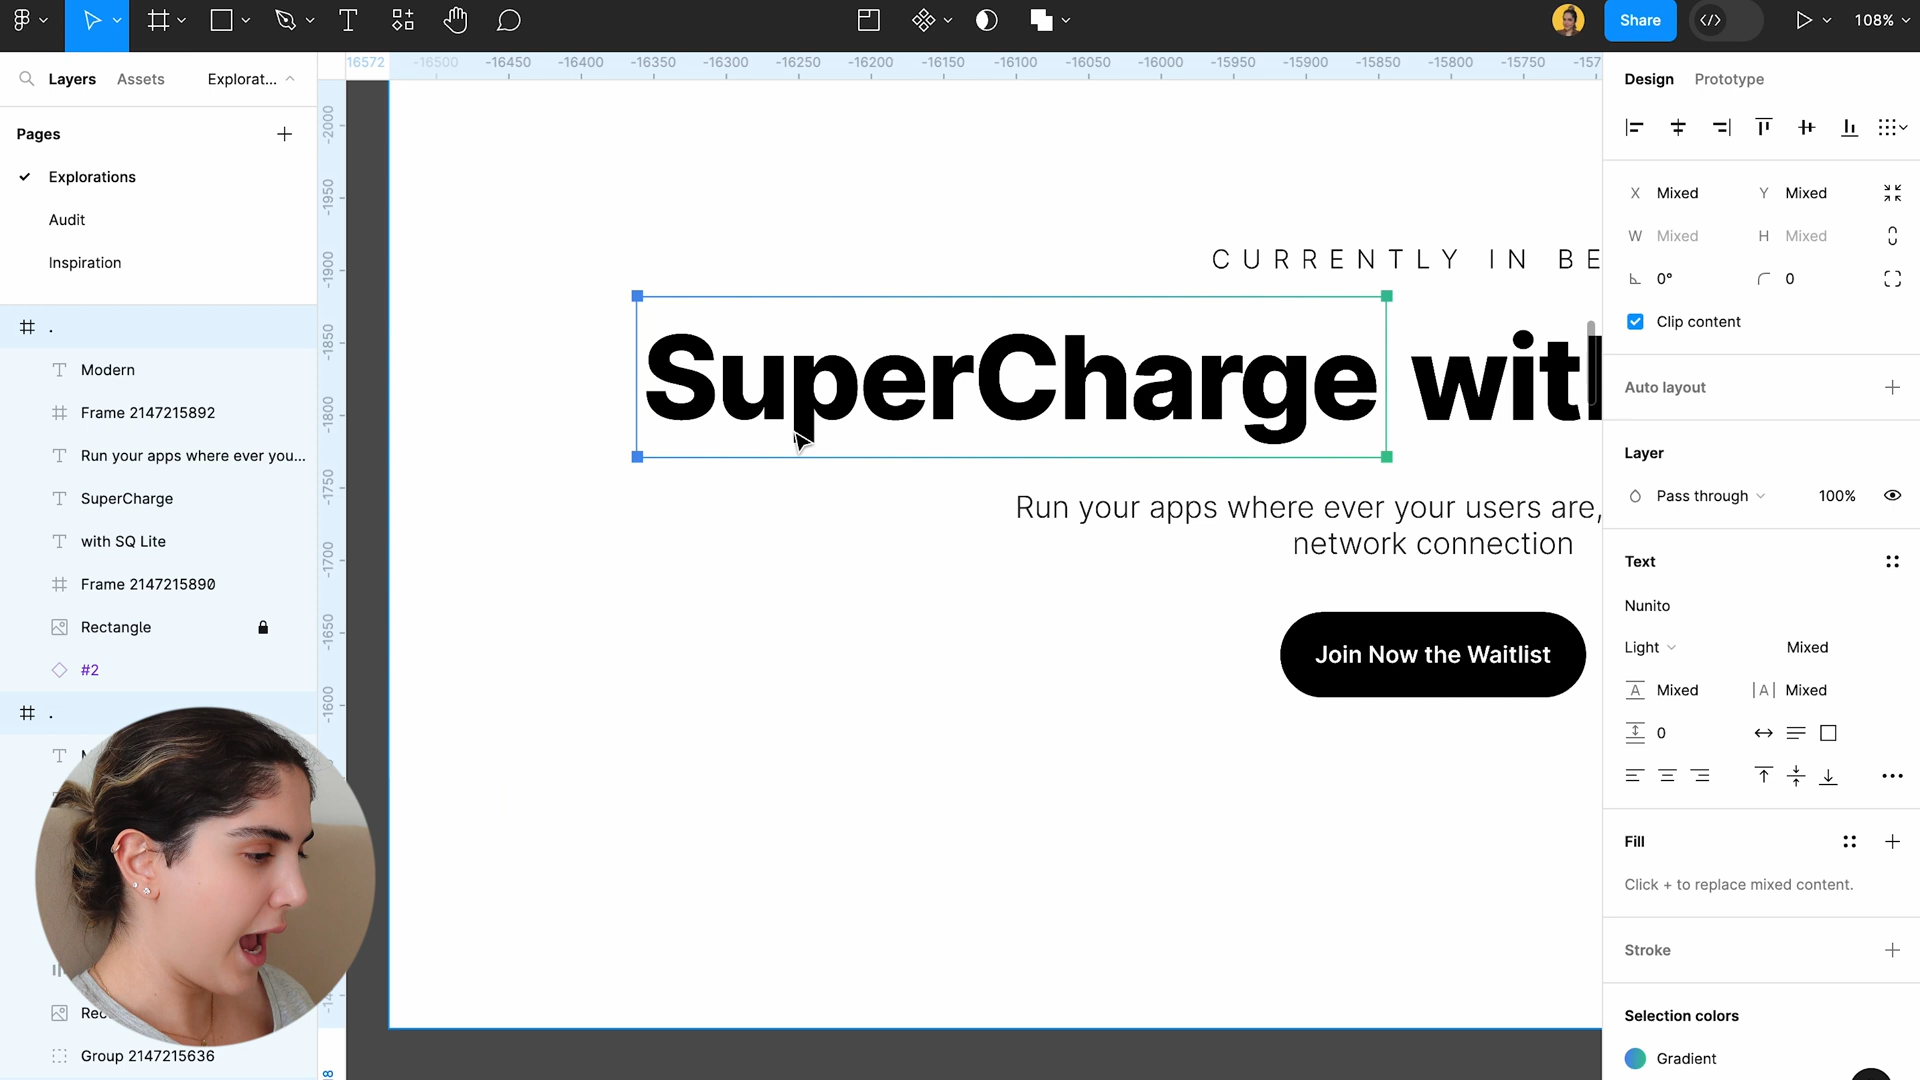 Share
108%
Layers Assets Explorat...
16572 -16500 -16450 -16400 -16350 -16300 -16250 -16200 -16150 -16100 -16050 -16000 -15950 -15900 -15850 -15800 -15750 -157
Design Prototype
Pages
Explorations
Audit
Inspiration
.
Modern
Frame 2147215892
Run your apps where ever you...
SuperCharge
with SQ Lite
Frame 2147215890
Rectangle
#2
.
Rec
Group 2147215636
-2000
-1950
-1900
-1850
-1800
-1750
-1700
-1650
-1600
CURRENTLY IN BE
SuperCharge with
Run your apps where ever your users are,
network connection
Join Now the Waitlist
X Mixed Y Mixed
W Mixed H Mixed
0° 0
Clip content
Auto layout
Layer
Pass through 100%
Text
Nunito
Light Mixed
Mixed Mixed
0
Fill
Click + to replace mixed content.
Stroke
Selection colors
Gradient